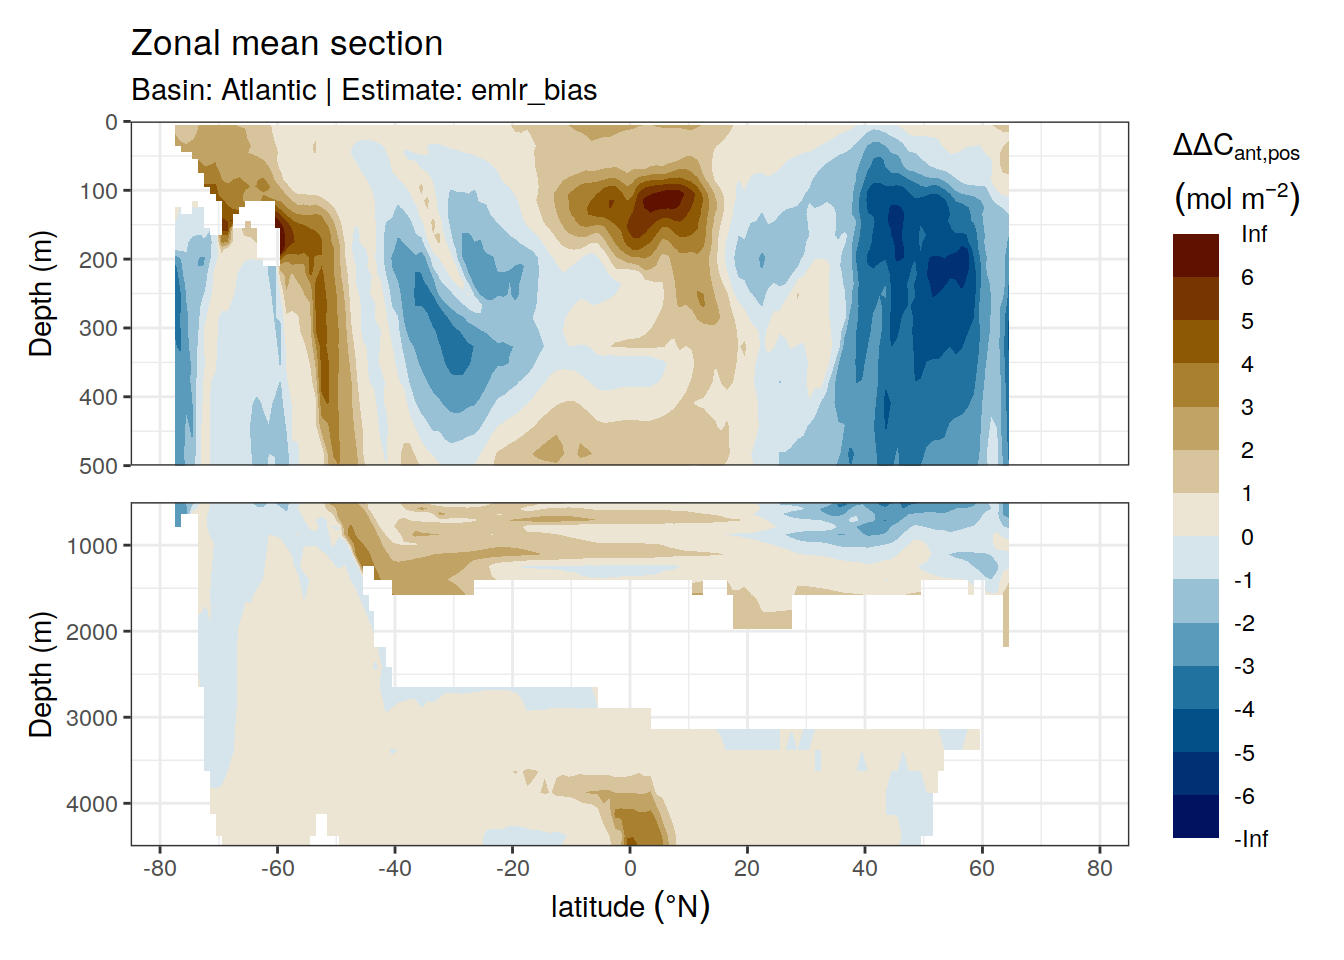 Zonal mean section
Basin: Atlantic | Estimate: emlr_bias
0
100
200
300
400
500
Depth (m)
1000
2000
3000
4000
Depth (m)
-80 -60 -40 -20 0 20 40 60 80
latitude (°N)
ΔΔC_ant,pos
(mol m⁻²)
Inf
6
5
4
3
2
1
0
-1
-2
-3
-4
-5
-6
-Inf